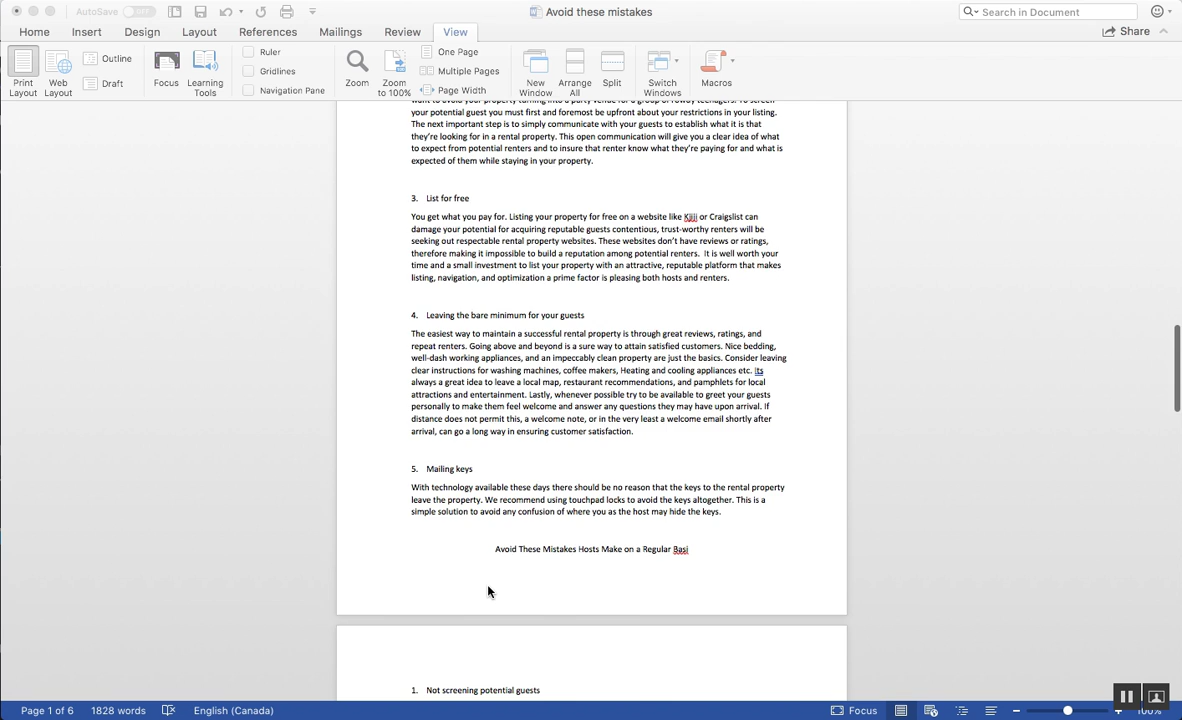 AutoSave OFF
Avoid these mistakes
Search in Document
Home Insert Design Layout References Mailings Review View
Share
Print Layout
Web Layout
Outline
Draft
Focus
Learning Tools
Ruler
Gridlines
Navigation Pane
Zoom
Zoom to 100%
One Page
Multiple Pages
Page Width
New Window
Arrange All
Split
Switch Windows
Macros
your potential guest you must first and foremost be upfront about your restrictions in your listing.
The next important step is to simply communicate with your guests to establish what it is that
they're looking for in a rental property. This open communication will give you a clear idea of what
to expect from potential renters and to insure that renter know what they're paying for and what is
expected of them while staying in your property.
3. List for free
You get what you pay for. Listing your property for free on a website like Kjiji or Craigslist can
damage your potential for acquiring reputable guests contentious, trust-worthy renters will be
seeking out respectable rental property websites. These websites don't have reviews or ratings,
therefore making it impossible to build a reputation among potential renters. It is well worth your
time and a small investment to list your property with an attractive, reputable platform that makes
listing, navigation, and optimization a prime factor is pleasing both hosts and renters.
4. Leaving the bare minimum for your guests
The easiest way to maintain a successful rental property is through great reviews, ratings, and
repeat renters. Going above and beyond is a sure way to attain satisfied customers. Nice bedding,
well-dash working appliances, and an impeccably clean property are just the basics. Consider leaving
clear instructions for washing machines, coffee makers, Heating and cooling appliances etc. Its
always a great idea to leave a local map, restaurant recommendations, and pamphlets for local
attractions and entertainment. Lastly, whenever possible try to be available to greet your guests
personally to make them feel welcome and answer any questions they may have upon arrival. If
distance does not permit this, a welcome note, or in the very least a welcome email shortly after
arrival, can go a long way in ensuring customer satisfaction.
5. Mailing keys
With technology available these days there should be no reason that the keys to the rental property
leave the property. We recommend using touchpad locks to avoid the keys altogether. This is a
simple solution to avoid any confusion of where you as the host may hide the keys.
Avoid These Mistakes Hosts Make on a Regular Basi
1. Not screening potential guests
Page 1 of 6 1828 words English (Canada) Focus 100%